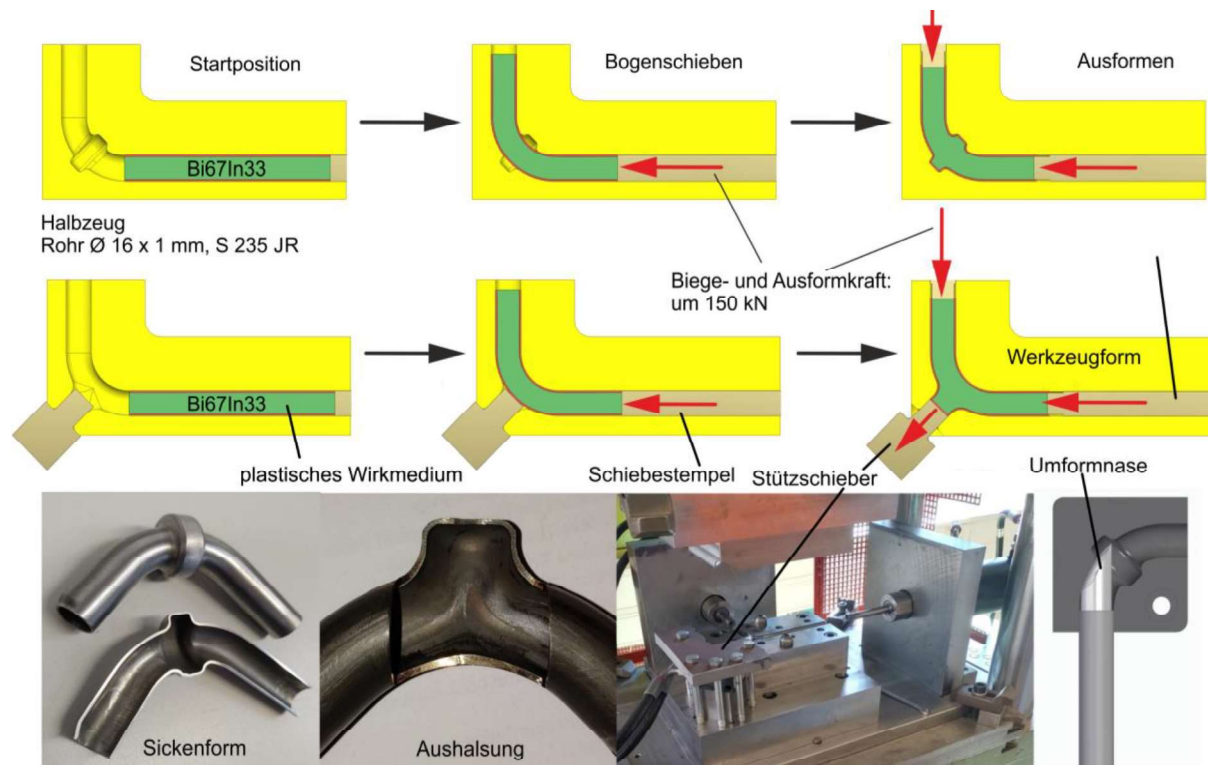 Startposition
Bogenschieben
Ausformen
Bi67In33
Halbzeug
Rohr Ø 16 x 1 mm, S 235 JR
Biege- und Ausformkraft:
um 150 kN
Werkzeugform
Bi67In33
plastisches Wirkmedium
Schiebestempel
Stützschieber
Umformnase
Sickenform
Aushalsung